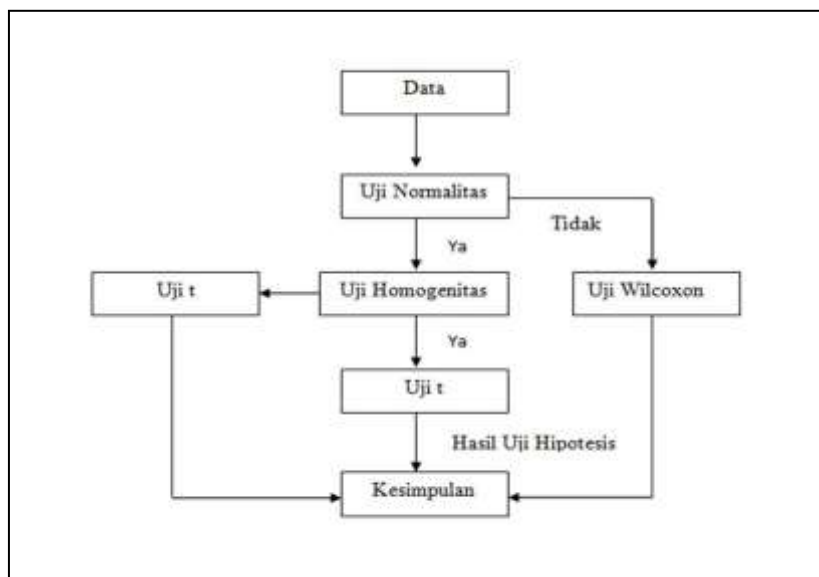 Data
Uji Normalitas
Tidak
Ya
Uji t
Uji Homogenitas
Uji Wilcoxon
Ya
Uji t
Hasil Uji Hipotesis
Kesimpulan